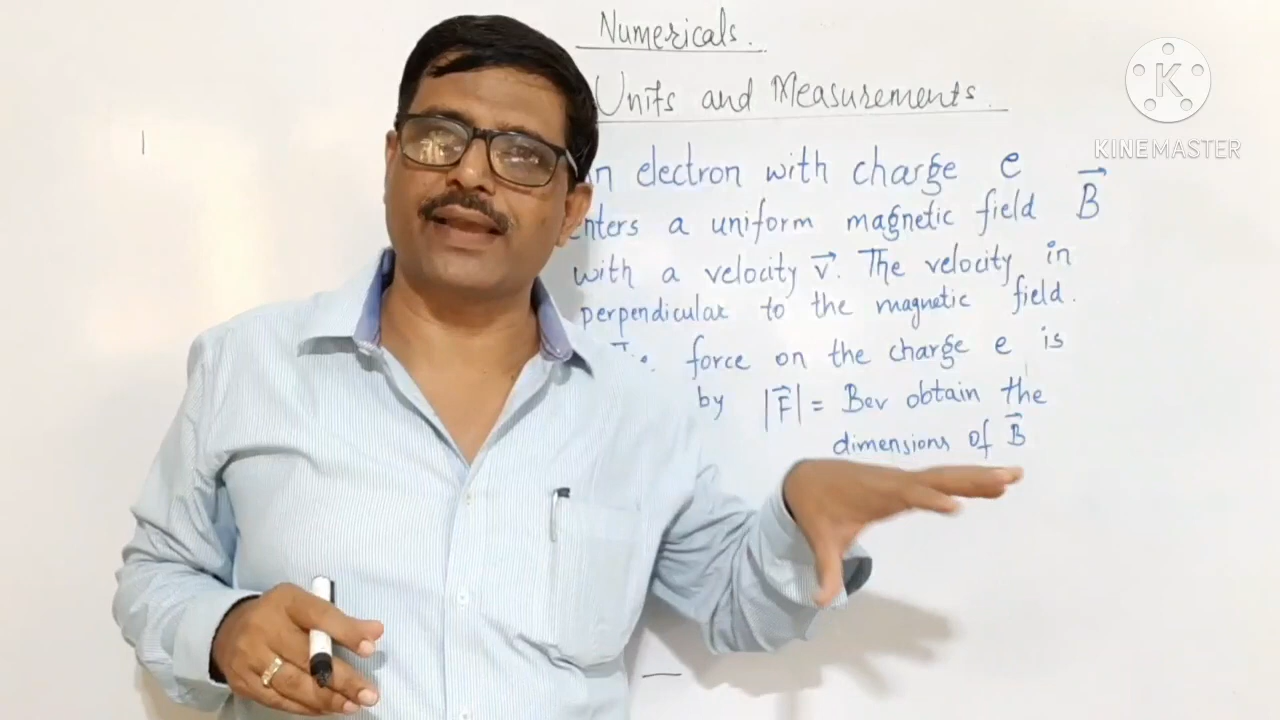 Numericals.
Units and Measurements.
electron with charge e
enters a uniform magnetic field B⃗
with a velocity v⃗. The velocity in
perpendicular to the magnetic field.
force on the charge e is
by |F⃗| = Bev obtain the
dimensions of B⃗
K
KINEMASTER